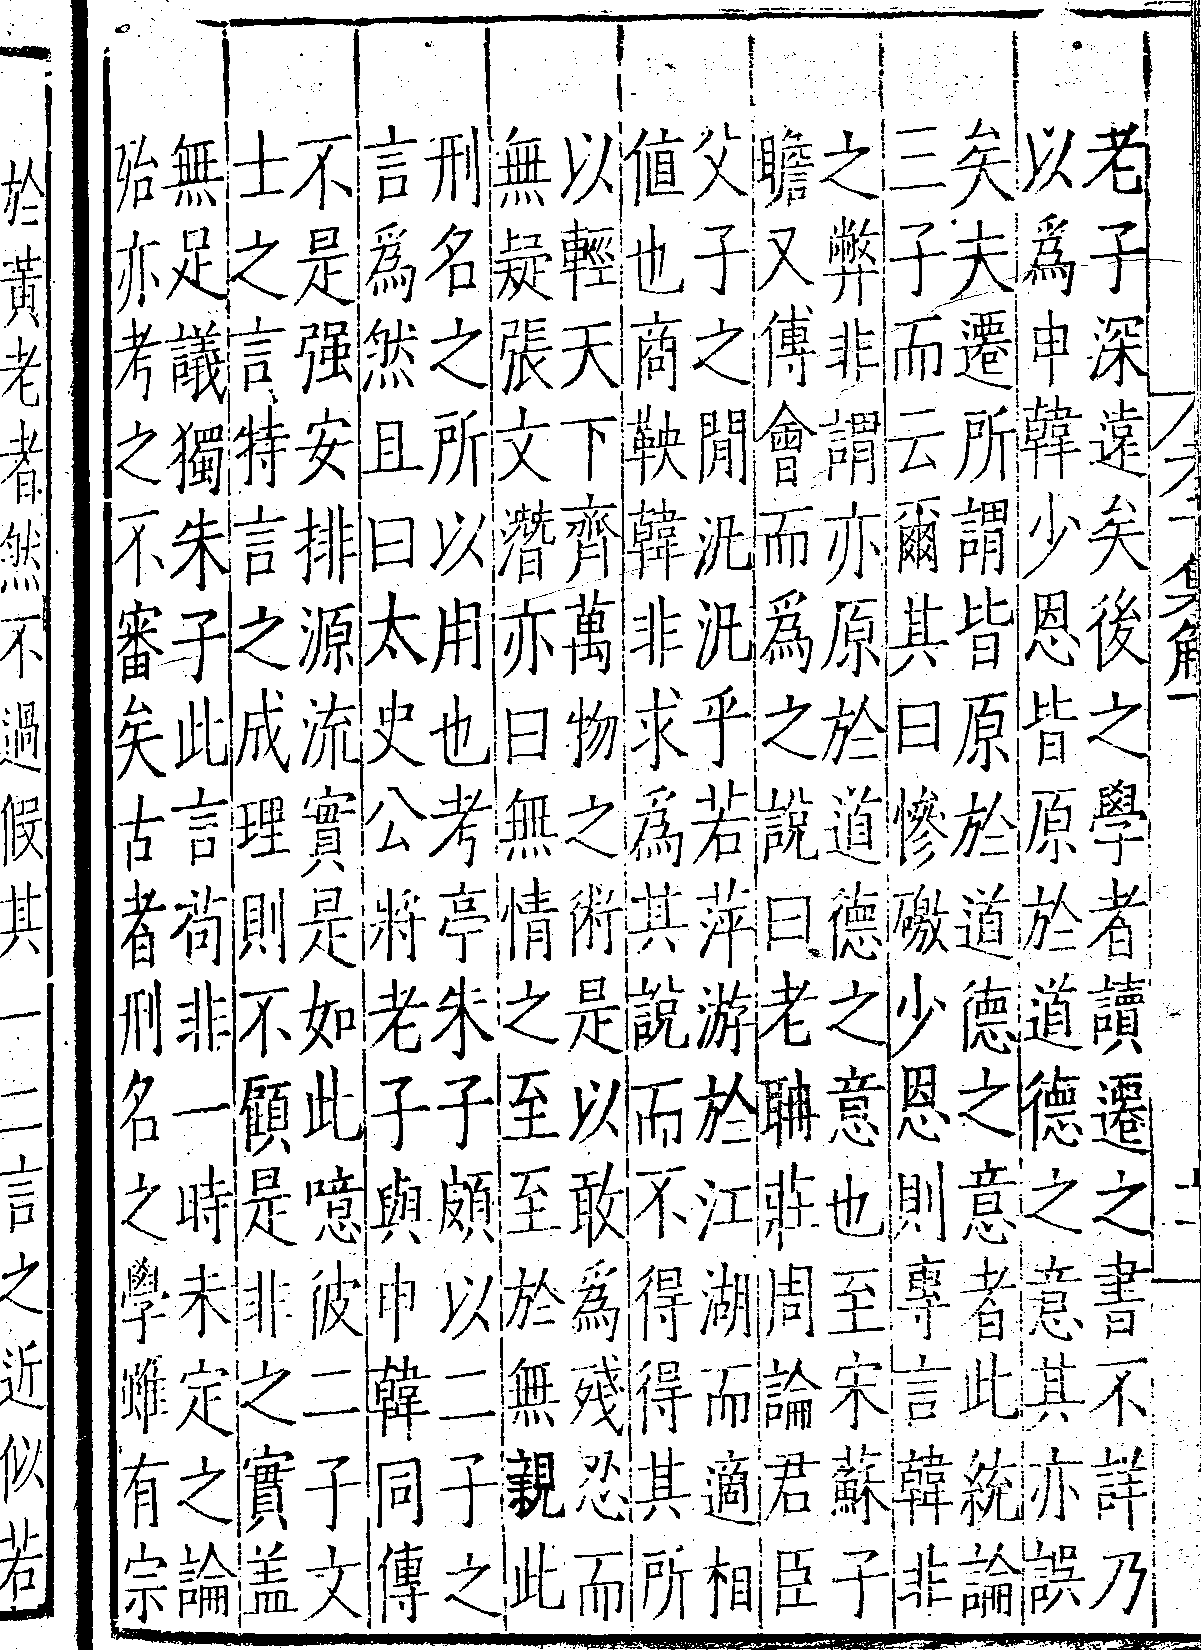 老子深遠矣後之學者讀遷之書不詳乃
以爲申韓少恩皆原於道德之意其亦誤
矣夫遷所謂皆原於道德之意者此統論
三子而云爾其曰慘礉少恩則專言韓非
之弊非謂亦原於道德之意也至宋蘇子
瞻又傅會而爲之說曰老聃莊周論君臣
父子之閒汎汎乎若萍游於江湖而適相
值也商鞅韓非求爲其說而不得得其所
以輕天下齊萬物之術是以敢爲殘忍而
無疑張文潛亦曰無情之至至於無親此
刑名之所以用也考亭朱子頗以二子之
言爲然且曰太史公將老子與申韓同傳
不是强安排源流實是如此噫彼二子文
士之言特言之成理則不顧是非之實盖
無足議獨朱子此言苟非一時未定之論
殆亦考之不審矣古者刑名之學雖有宗
於黃老者然不過假其一二言之近似若